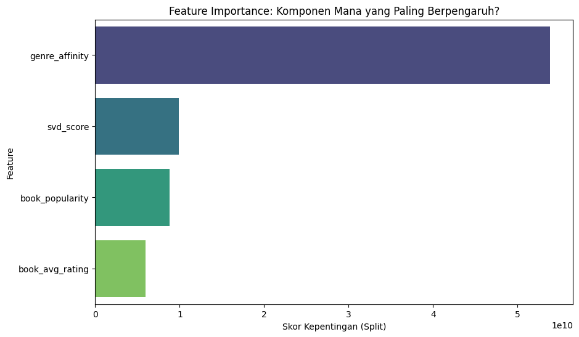 Feature Importance: Komponen Mana yang Paling Berpengaruh?
Feature
genre_affinity
svd_score
book_popularity
book_avg_rating
0 1 2 3 4 5
1e10
Skor Kepentingan (Split)